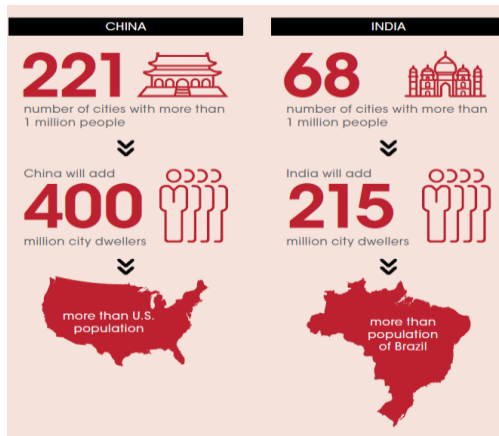 CHINA
221
number of cities with more than
1 million people
China will add
400
million city dwellers
more than U.S.
population
INDIA
68
number of cities with more than
1 million people
India will add
215
million city dwellers
more than
population
of Brazil